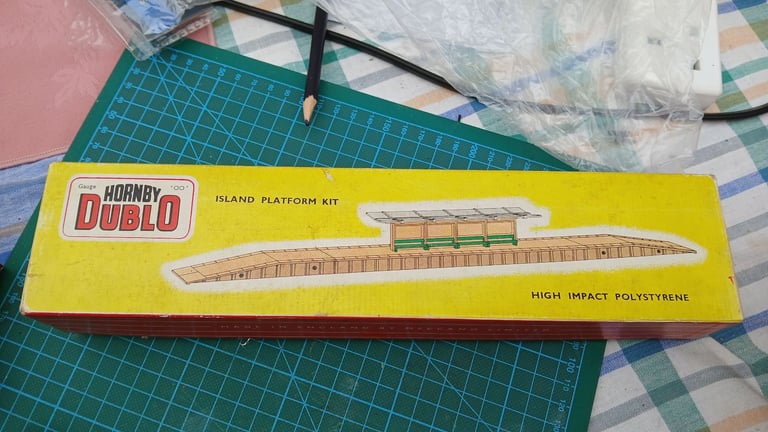 Gauge HORNBY 'OO'
DUBLO
ISLAND PLATFORM KIT
HIGH IMPACT POLYSTYRENE
MADE IN ENGLAND BY MECCANO LIMITED